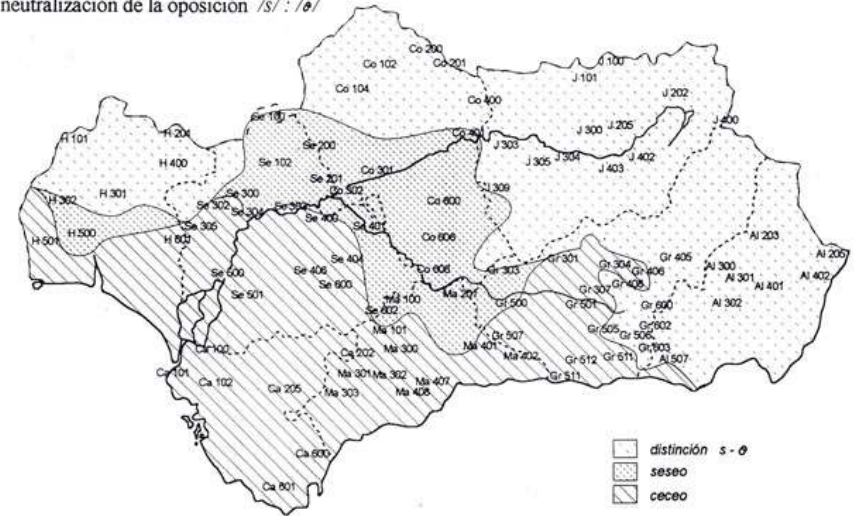 neutralización de la oposición /s/ : /θ/
Co 200
Co 102
Co 201
J 100
J 101
Co 104
J 202
Co 400
Se 100
J 400
H 101
H 204
Co 401
J 300
J 205
Se 200
J 303
H 400
Se 102
Co 301
J 305
J 304
J 402
J 403
Se 201
H 301
Se 300
Co 302
J 309
H 302
Se 302
Se 304
Se 303
Co 600
Se 400
Se 305
Se 401
H 500
H 501
H 601
Co 606
Al 203
Se 404
Gr 301
Gr 304
Gr 405
Al 205
Se 500
Se 406
Co 608
Gr 303
Gr 406
Al 300
Al 301
Al 402
Se 600
Gr 307
Gr 408
Al 401
Se 501
Ma 100
Ma 201
Gr 500
Gr 501
Gr 600
Al 302
Se 602
Gr 602
Ma 101
Gr 507
Gr 505
Gr 506
Ca 100
Ca 202
Ma 300
Ma 401
Gr 603
Ma 402
Gr 512
Gr 511
Al 507
Ca 101
Ca 102
Ma 301
Ma 302
Ma 407
Gr 511
Ca 205
Ma 303
Ma 408
Ca 600
Ca 601
distinción s - θ
seseo
ceceo